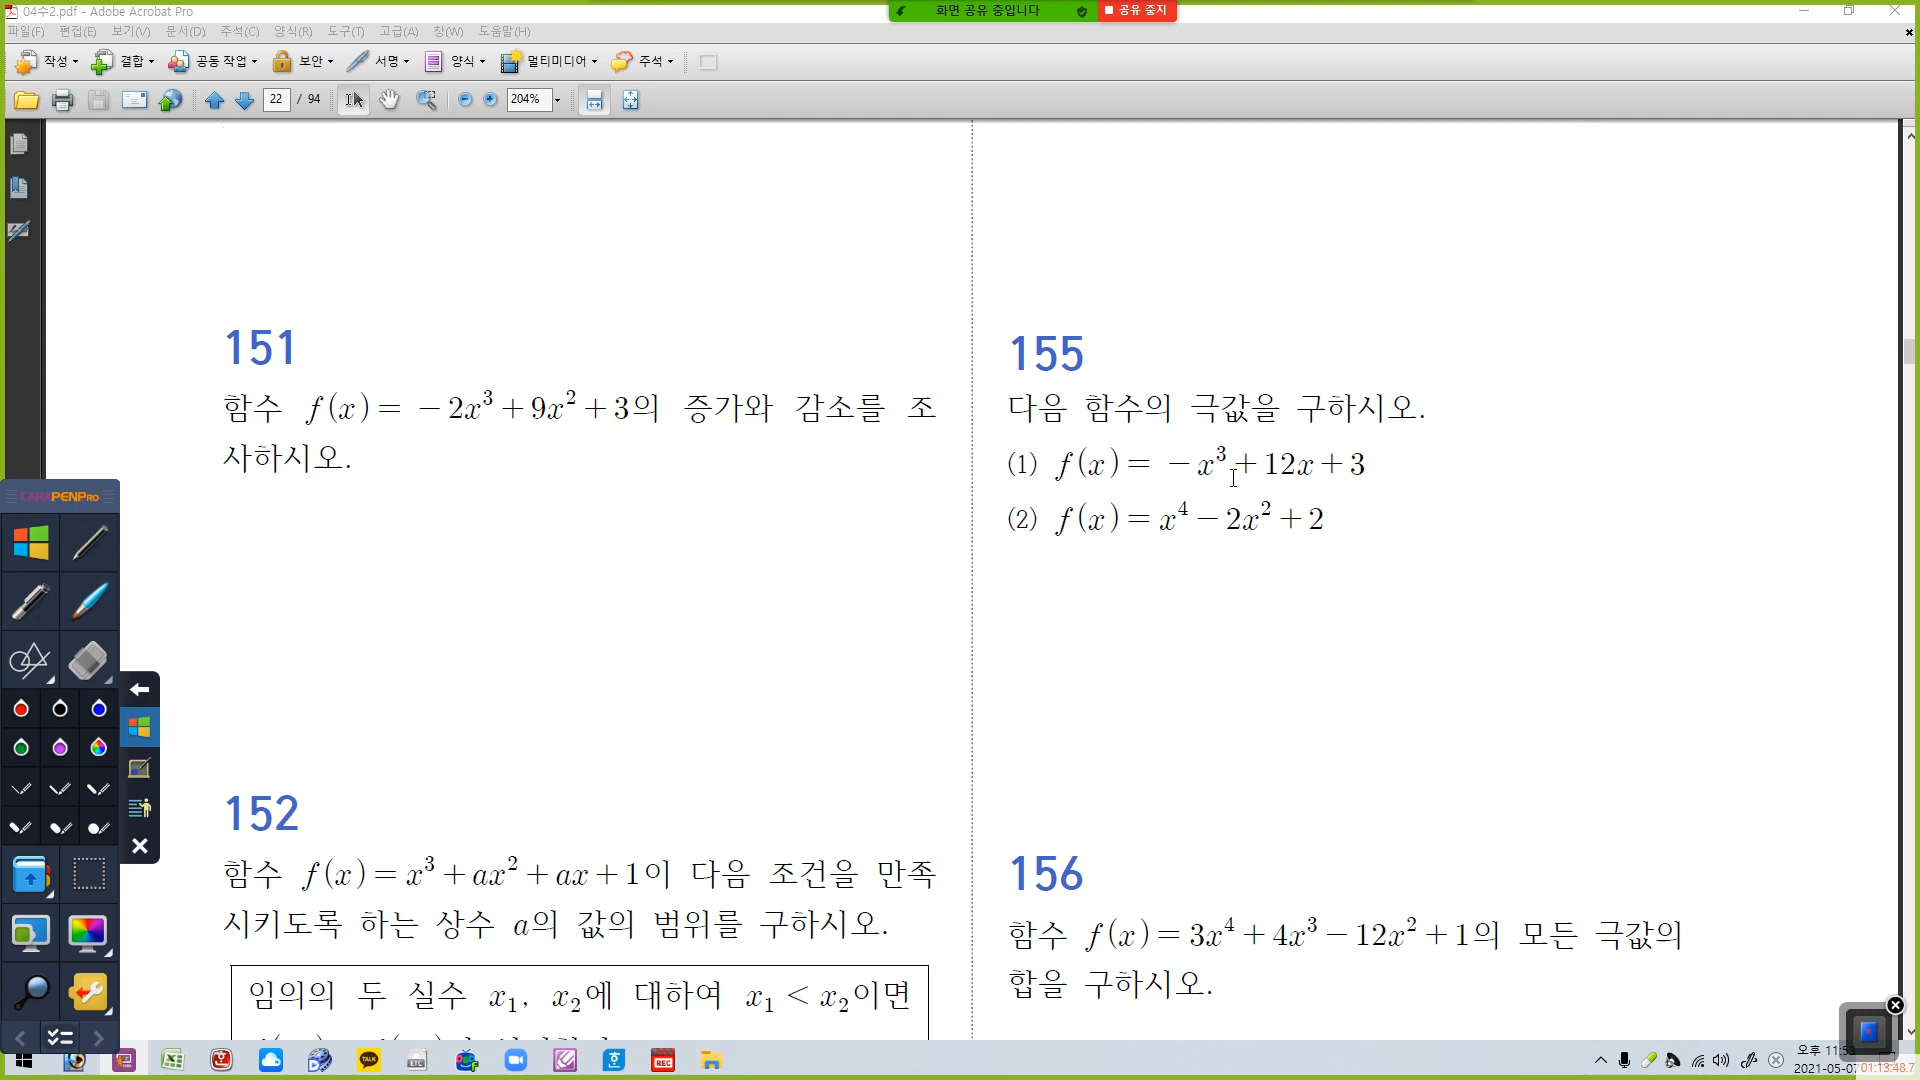 04수2.pdf - Adobe Acrobat Pro
화면 공유 중입니다
공유 중지
파일(F) 편집(E) 보기(V) 문서(D) 주석(C) 양식(R) 도구(T) 고급(A) 창(W) 도움말(H)
작성 결합 공동 작업 보안 서명 양식 멀티미디어 주석
22 / 94 204%
151
함수 f(x) = −2x³ + 9x² + 3의 증가와 감소를 조
사하시오.
152
함수 f(x) = x³ + ax² + ax + 1이 다음 조건을 만족
시키도록 하는 상수 a의 값의 범위를 구하시오.
임의의 두 실수 x₁, x₂에 대하여 x₁ < x₂이면
155
다음 함수의 극값을 구하시오.
(1) f(x) = −x³ + 12x + 3
(2) f(x) = x⁴ − 2x² + 2
156
함수 f(x) = 3x⁴ + 4x³ − 12x² + 1의 모든 극값의
합을 구하시오.
CARAPENPRO
TALK
ETC
REC
오후 11:53
2021-05-07
01:13:48.7